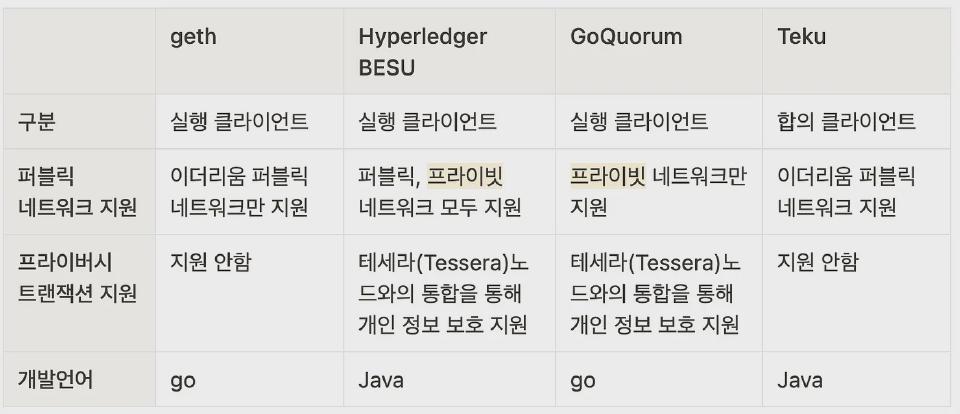 geth
Hyperledger
BESU
GoQuorum
Teku
구분
실행 클라이언트
실행 클라이언트
실행 클라이언트
합의 클라이언트
퍼블릭
네트워크 지원
이더리움 퍼블릭
네트워크만 지원
퍼블릭, 프라이빗
네트워크 모두 지원
프라이빗 네트워크만
지원
이더리움 퍼블릭
네트워크 지원
프라이버시
트랜잭션 지원
지원 안함
테세라(Tessera)노
드와의 통합을 통해
개인 정보 보호 지원
테세라(Tessera)노
드와의 통합을 통해
개인 정보 보호 지원
지원 안함
개발언어
go
Java
go
Java